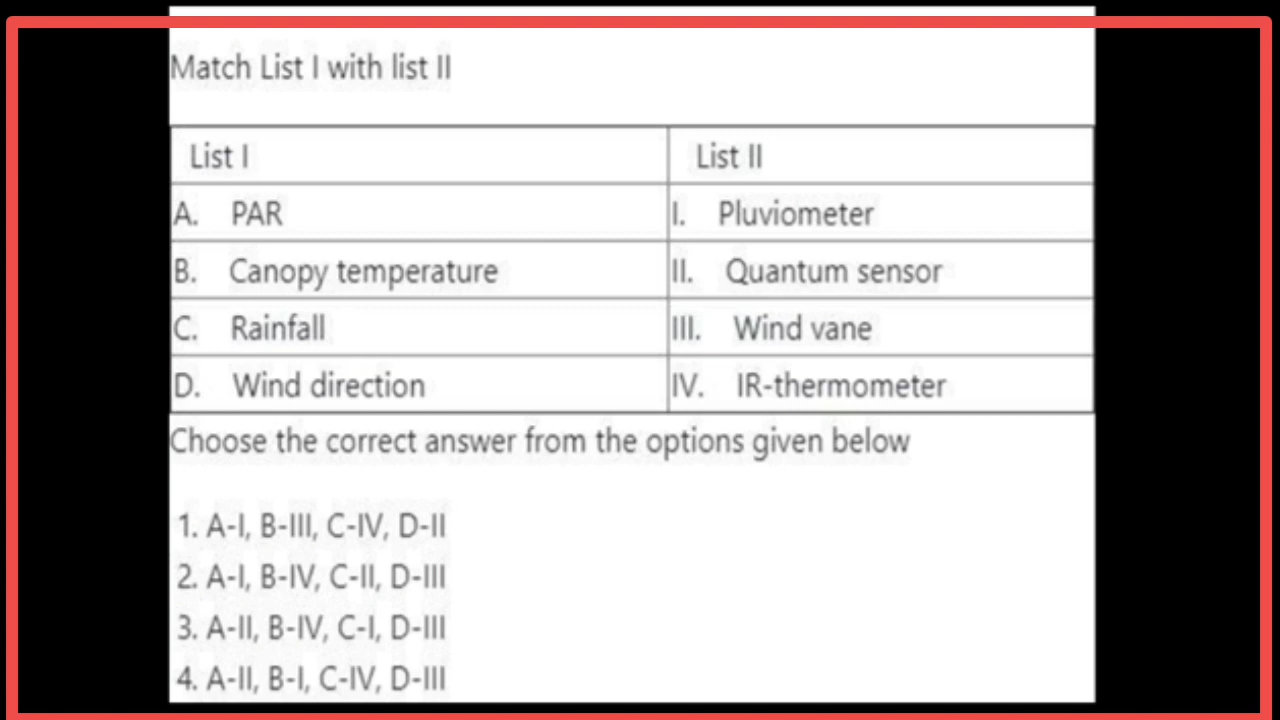 Match List I with list II
List I List II
A. PAR I. Pluviometer
B. Canopy temperature II. Quantum sensor
C. Rainfall III. Wind vane
D. Wind direction IV. IR-thermometer
Choose the correct answer from the options given below
1. A-I, B-III, C-IV, D-II
2. A-I, B-IV, C-II, D-III
3. A-II, B-IV, C-I, D-III
4. A-II, B-I, C-IV, D-III